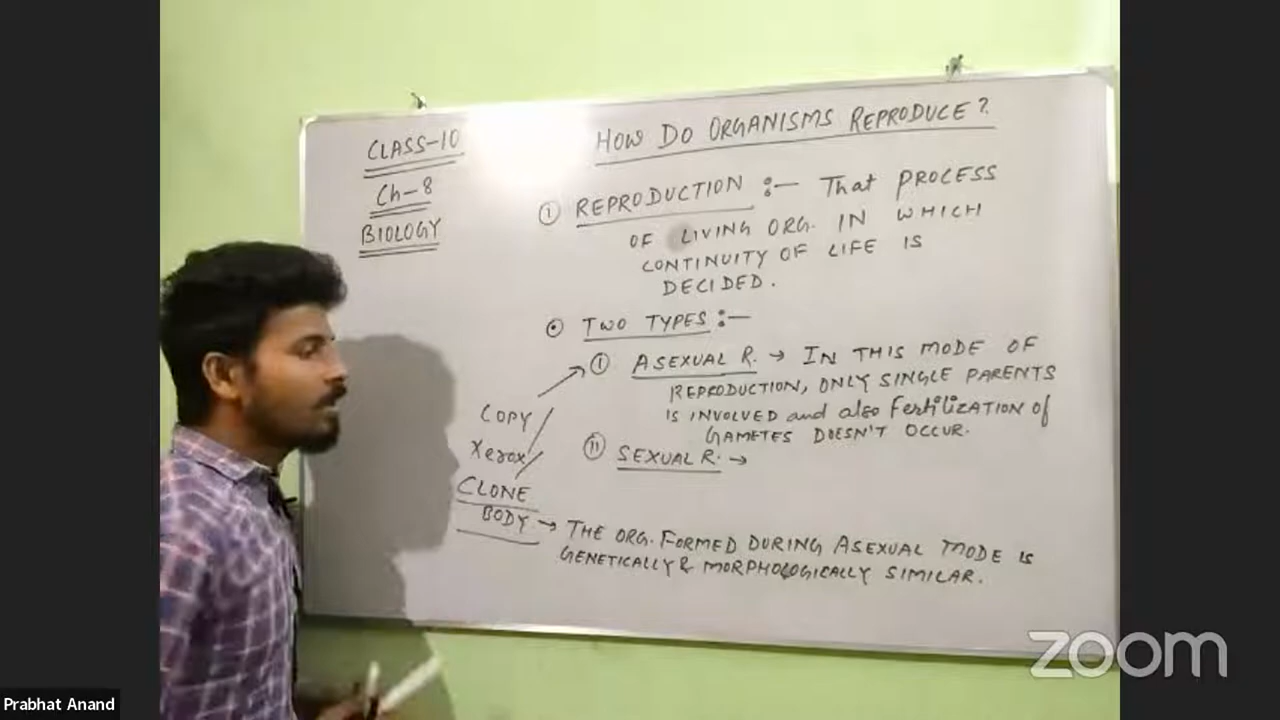 CLASS-10
Ch-8
BIOLOGY
HOW DO ORGANISMS REPRODUCE?
① REPRODUCTION :— That PROCESS
OF LIVING ORG. IN WHICH
CONTINUITY OF LIFE IS
DECIDED.
⊙ TWO TYPES :—
Ⓘ ASEXUAL R. → IN THIS MODE OF
REPRODUCTION, ONLY SINGLE PARENTS
IS INVOLVED and also Fertilization of
GAMETES DOESN'T OCCUR.
COPY
Xerox
CLONE
BODY → THE ORG. FORMED DURING ASEXUAL MODE IS
GENETICALLY & MORPHOLOGICALLY SIMILAR.
(II) SEXUAL R. →
zoom
Prabhat Anand